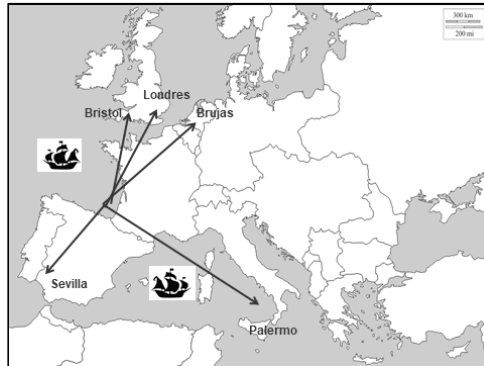 300 km
200 mi
Londres
Bristol
Brujas
Sevilla
Palermo